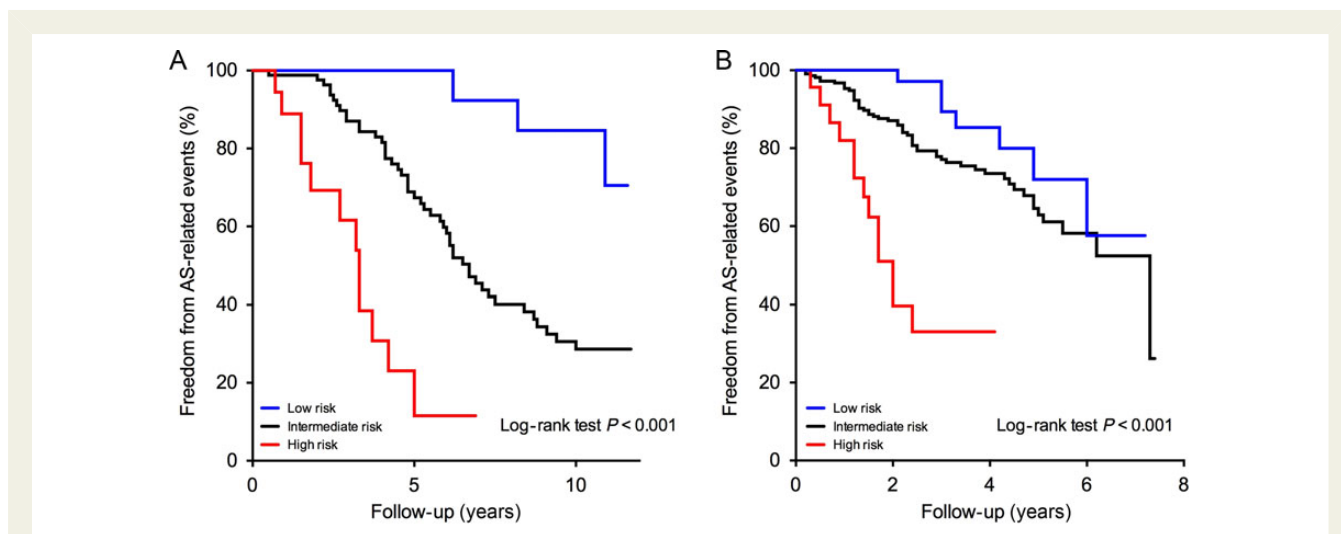 A
Freedom from AS-related events (%)
100
80
60
40
20
0
Low risk
Intermediate risk
High risk
Log-rank test P < 0.001
0 5 10
Follow-up (years)
B
Freedom from AS-related events (%)
100
80
60
40
20
0
Low risk
Intermediate risk
High risk
Log-rank test P < 0.001
0 2 4 6 8
Follow-up (years)